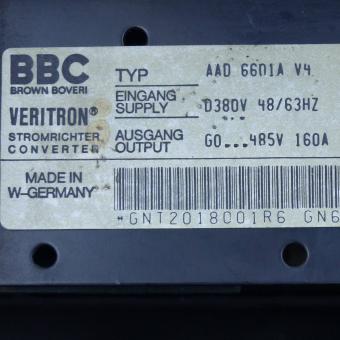 BBC
BROWN BOVERI
VERITRON®
STROMRICHTER
CONVERTER
MADE IN
W-GERMANY
TYP AAD 6601A V4
EINGANG
SUPPLY D380V 48/63HZ
AUSGANG
OUTPUT G0...485V 160A
*GNT2018001R6 GN6